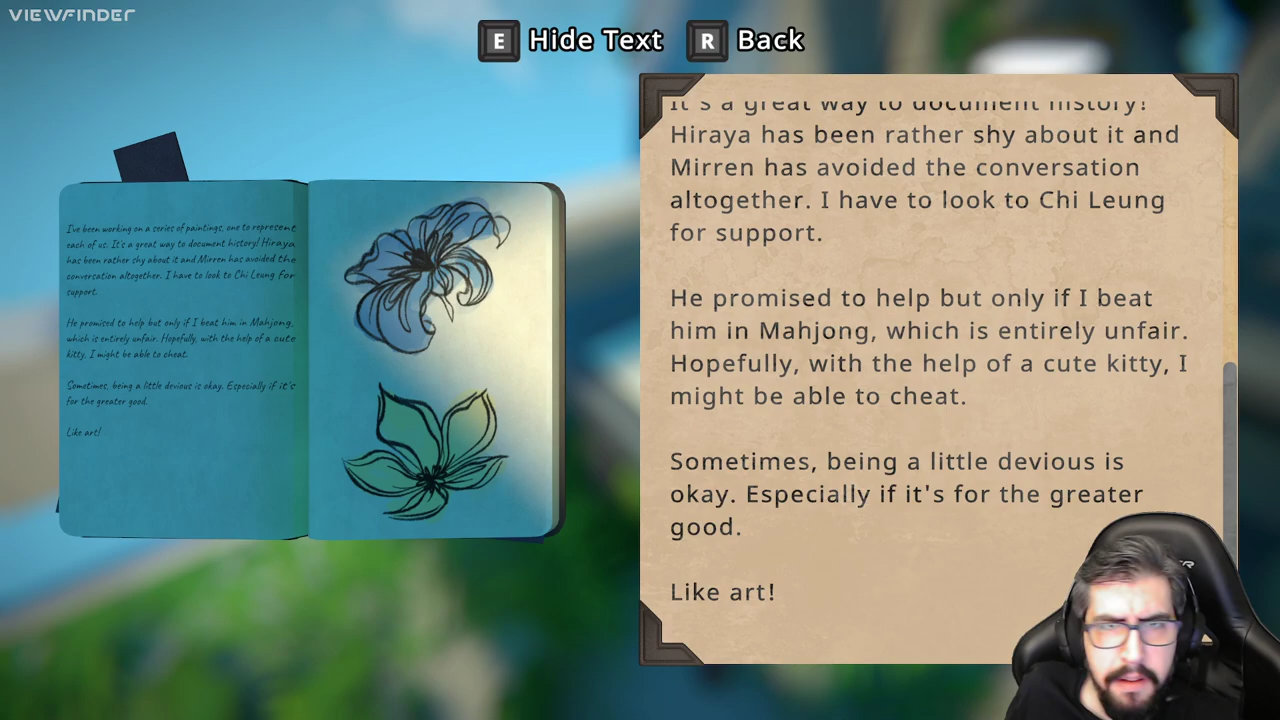 VIEWFINDER
E Hide Text R Back
I've been working on a series of paintings, one to represent
each of us. It's a great way to document history! Hiraya
has been rather shy about it and Mirren has avoided the
conversation altogether. I have to look to Chi Leung for
support.
He promised to help but only if I beat him in Mahjong,
which is entirely unfair. Hopefully, with the help of a cute
kitty, I might be able to cheat.
Sometimes, being a little devious is okay. Especially if it's
for the greater good.
Like art!
It's a great way to document history!
Hiraya has been rather shy about it and
Mirren has avoided the conversation
altogether. I have to look to Chi Leung
for support.
He promised to help but only if I beat
him in Mahjong, which is entirely unfair.
Hopefully, with the help of a cute kitty, I
might be able to cheat.
Sometimes, being a little devious is
okay. Especially if it's for the greater
good.
Like art!